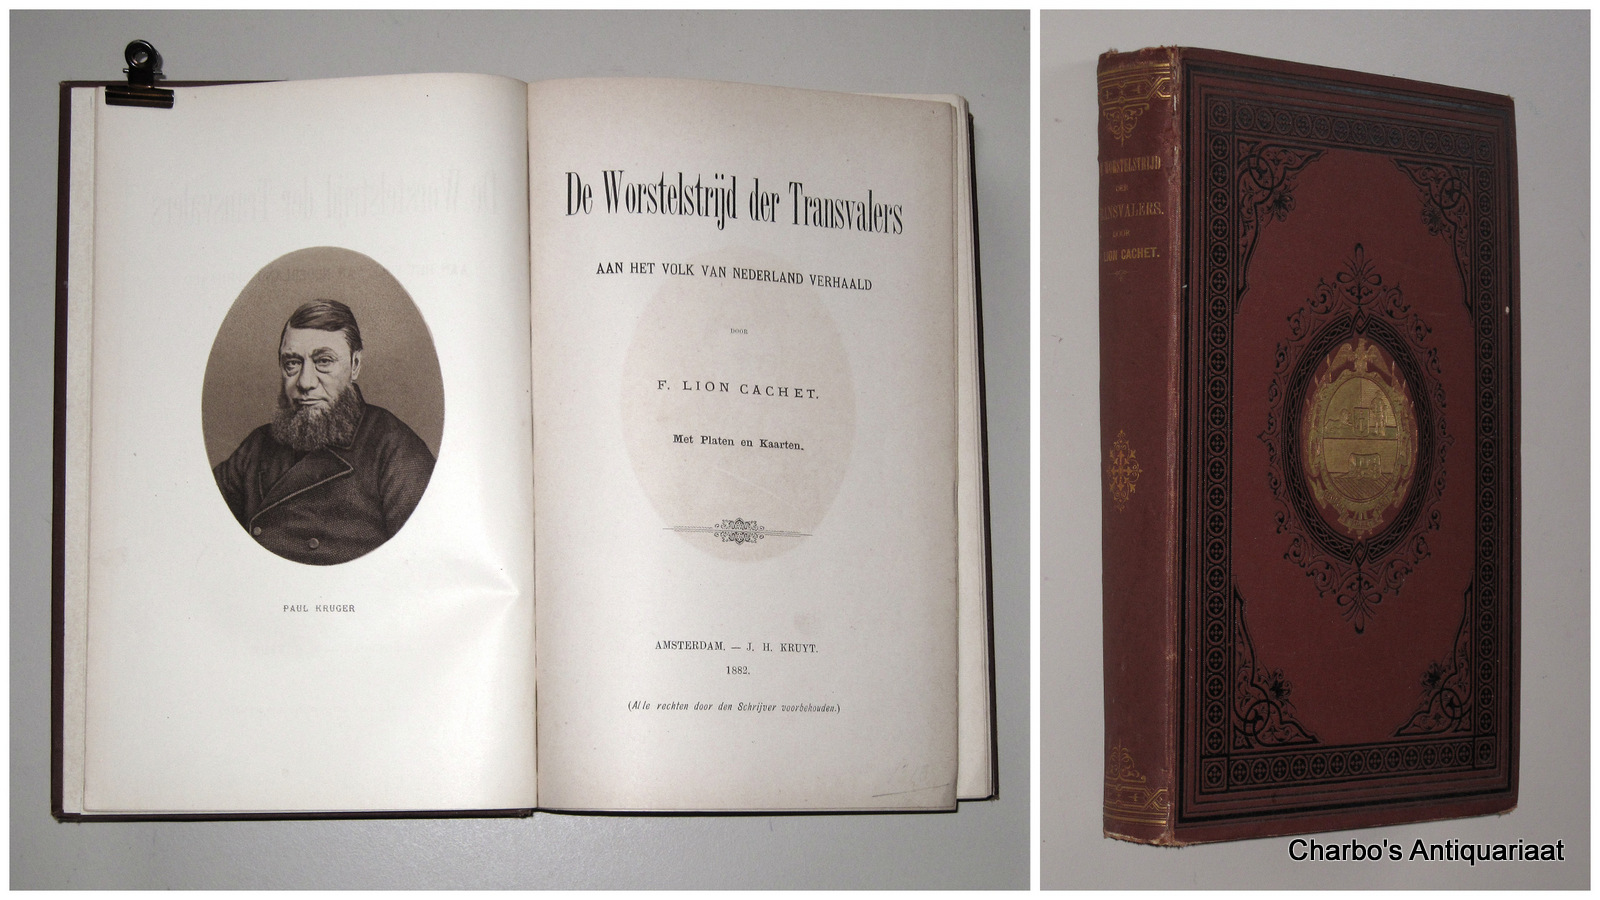 PAUL KRUGER
De Worstelstrijd der Transvalers
AAN HET VOLK VAN NEDERLAND VERHAALD
DOOR
F. LION CACHET.
Met Platen en Kaarten.
AMSTERDAM. — J. H. KRUYT.
1882.
(Alle rechten door den Schrijver voorbehouden.)
WORSTELSTRIJD
DER
TRANSVALERS.
DOOR
LION CACHET.
Charbo's Antiquariaat